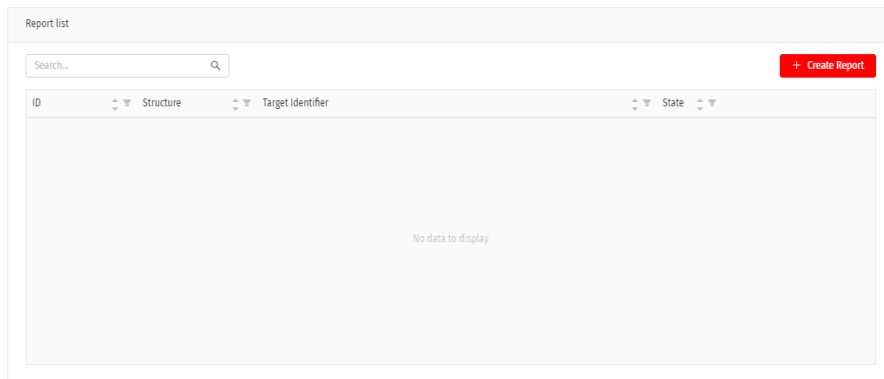 Report list
Search...
+ Create Report
ID Structure Target Identifier State
No data to display